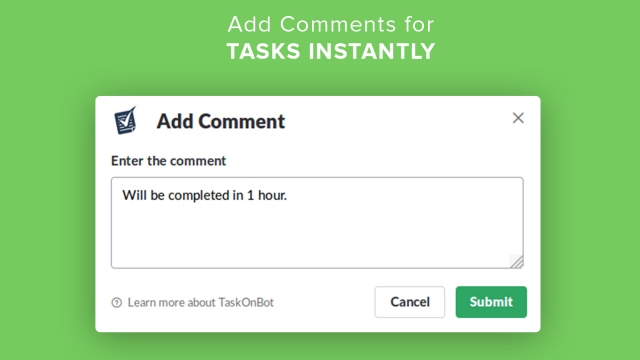 Add Comments for
TASKS INSTANTLY
Add Comment
Enter the comment
Will be completed in 1 hour.
Learn more about TaskOnBot
Cancel
Submit